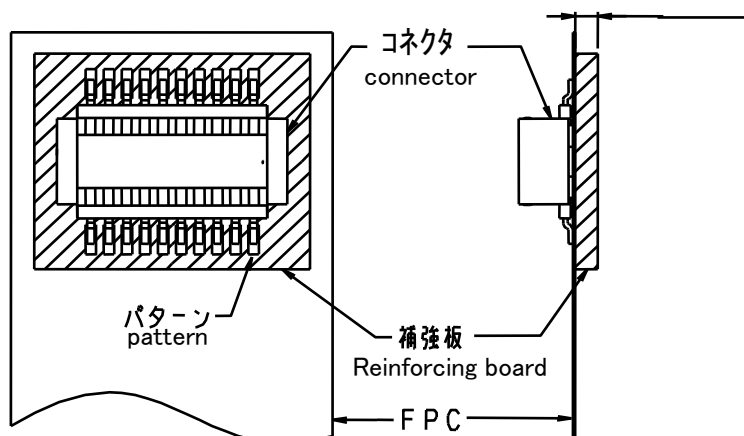 コネクタ
connector
パターン
pattern
補強板
Reinforcing board
FPC